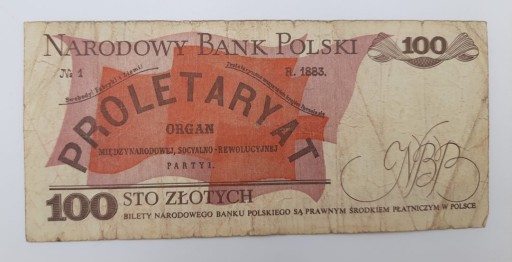 NARODOWY BANK POLSKI 100
№ 1 R. 1883.
PROLETARYAT
ORGAN
MIĘDZYNARODOWEJ, SOCYALNO-REWOLUCYJNEJ
PARTYI.
NBP
100 STO ZŁOTYCH
BILETY NARODOWEGO BANKU POLSKIEGO SĄ PRAWNYM ŚRODKIEM PŁATNICZYM W POLSCE